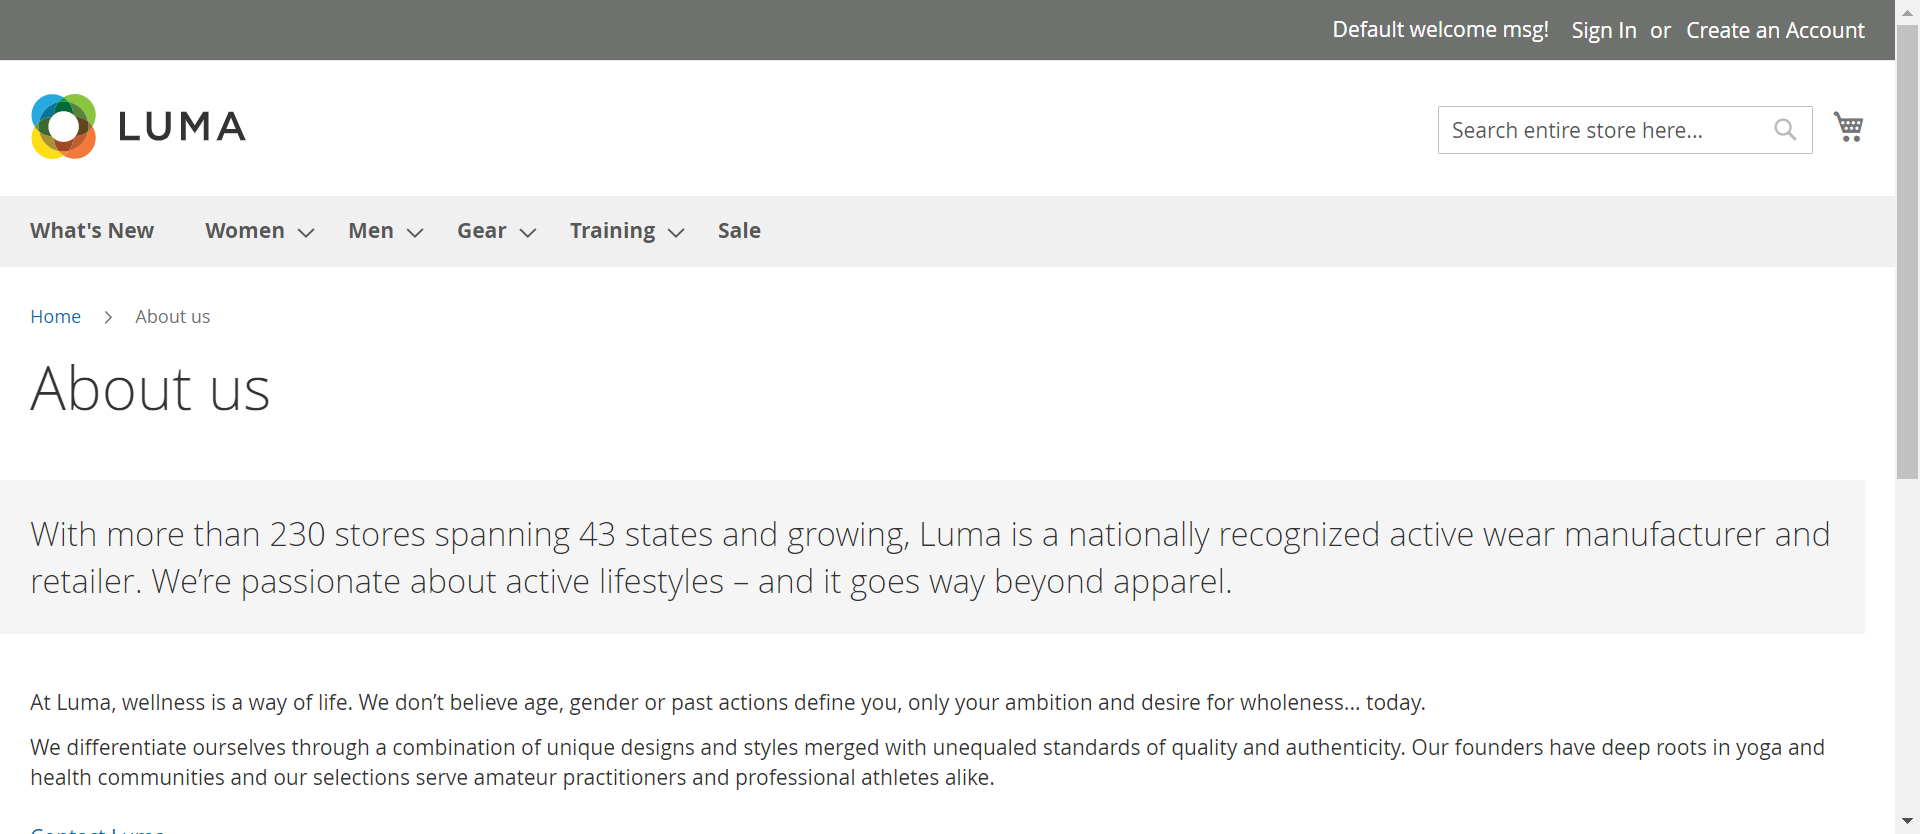 Default welcome msg! Sign In or Create an Account
LUMA
Search entire store here...
What's New Women Men Gear Training Sale
Home About us
About us
With more than 230 stores spanning 43 states and growing, Luma is a nationally recognized active wear manufacturer and
retailer. We’re passionate about active lifestyles – and it goes way beyond apparel.
At Luma, wellness is a way of life. We don’t believe age, gender or past actions define you, only your ambition and desire for wholeness... today.
We differentiate ourselves through a combination of unique designs and styles merged with unequaled standards of quality and authenticity. Our founders have deep roots in yoga and
health communities and our selections serve amateur practitioners and professional athletes alike.
Contact Luma